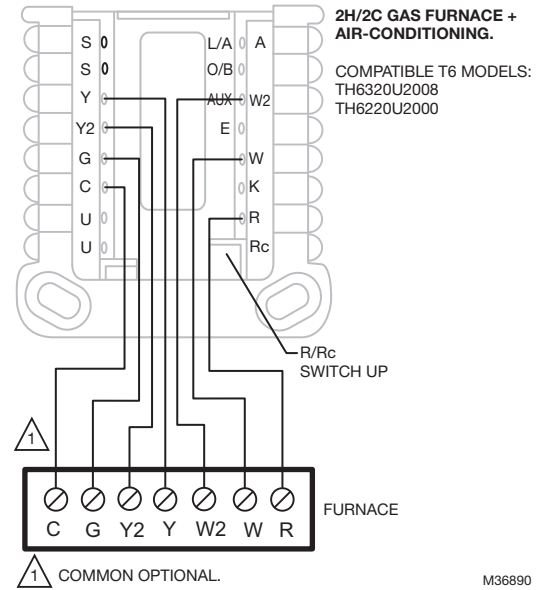 2H/2C GAS FURNACE +
AIR-CONDITIONING.
COMPATIBLE T6 MODELS:
TH6320U2008
TH6220U2000
S
S
Y
Y2
G
C
U
U
L/A A
O/B
AUX W2
E
W
K
R
Rc
R/Rc
SWITCH UP
1
C G Y2 Y W2 W R
FURNACE
1 COMMON OPTIONAL.
M36890